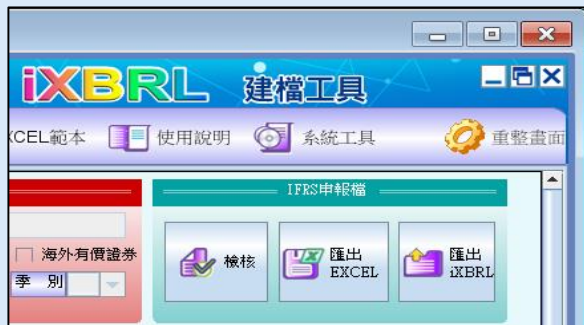 iXBRL 建檔工具
XCEL範本 使用說明 系統工具 重整畫面
IFRS申報檔
海外有價證券
季 別
檢核
匯出
EXCEL
匯出
iXBRL